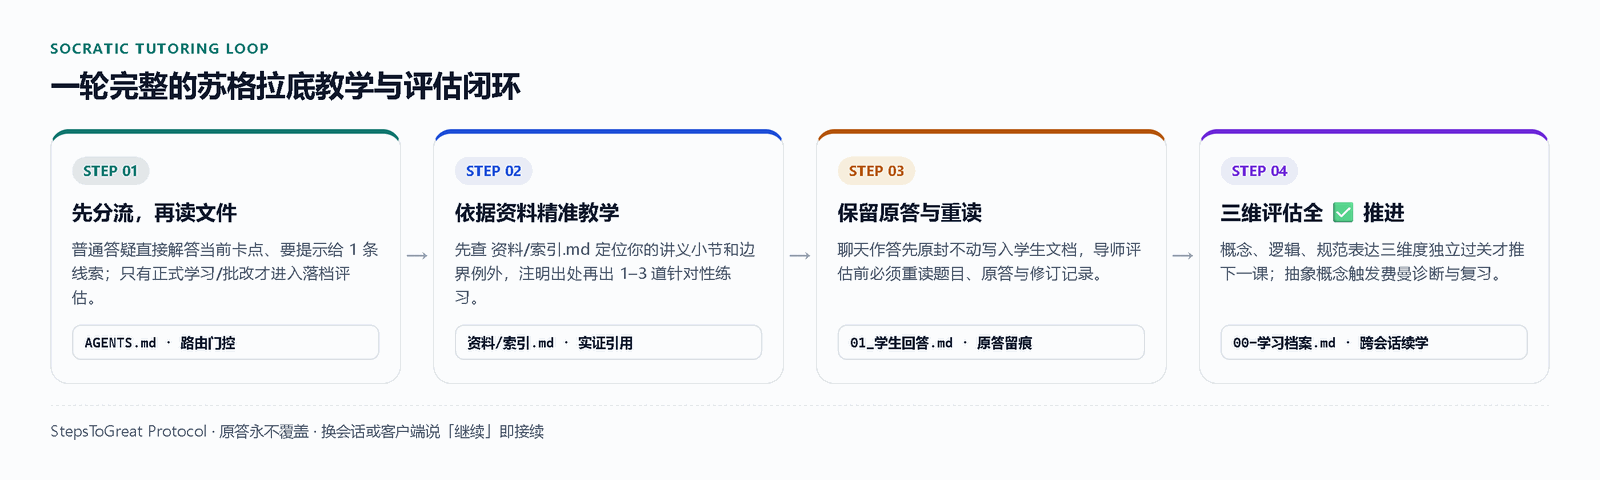 SOCRATIC TUTORING LOOP
一轮完整的苏格拉底教学与评估闭环
STEP 01
先分流，再读文件
普通答疑直接解答当前卡点、要提示给 1 条
线索；只有正式学习/批改才进入落档评
估。
AGENTS.md · 路由门控
→
STEP 02
依据资料精准教学
先查 资料/索引.md 定位你的讲义小节和边
界例外，注明出处再出 1–3 道针对性练
习。
资料/索引.md · 实证引用
→
STEP 03
保留原答与重读
聊天作答先原封不动写入学生文档，导师评
估前必须重读题目、原答与修订记录。
01_学生回答.md · 原答留痕
→
STEP 04
三维评估全 ✅ 推进
概念、逻辑、规范表达三维度独立过关才推
下一课；抽象概念触发费曼诊断与复习。
00-学习档案.md · 跨会话续学
StepsToGreat Protocol · 原答永不覆盖 · 换会话或客户端说「继续」即接续